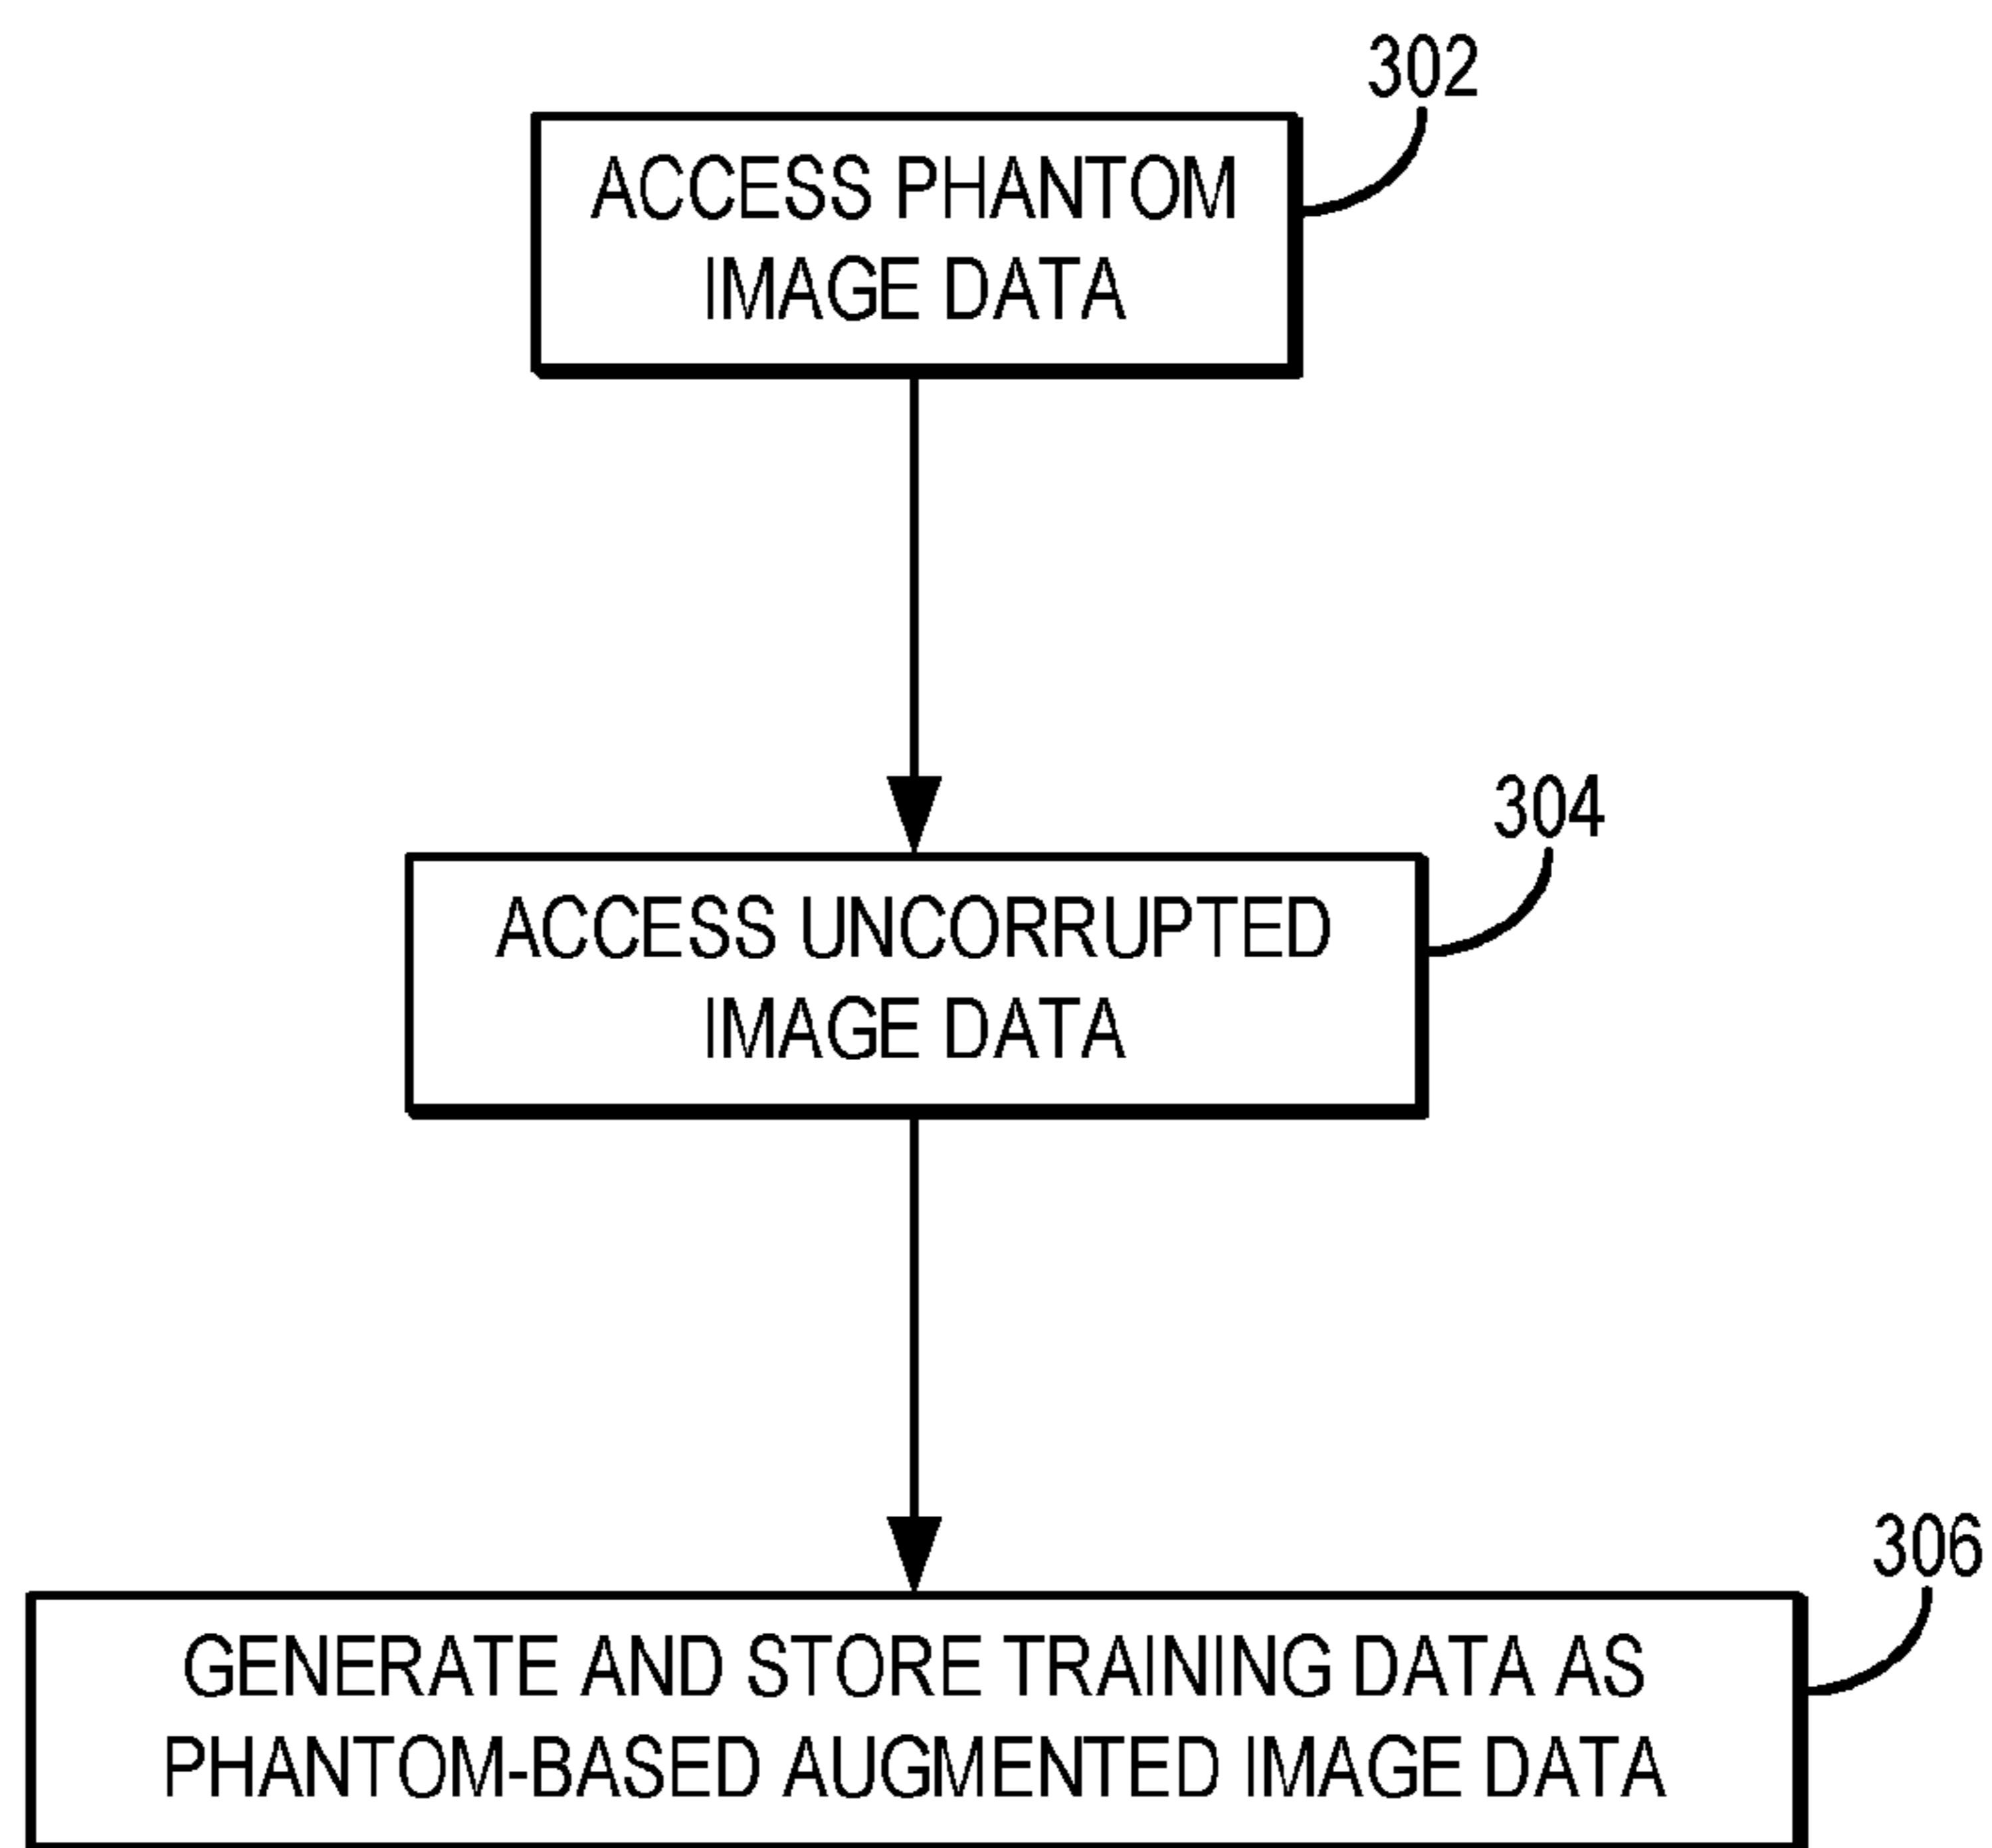 302
ACCESS PHANTOM
IMAGE DATA
304
ACCESS UNCORRUPTED
IMAGE DATA
306
GENERATE AND STORE TRAINING DATA AS
PHANTOM-BASED AUGMENTED IMAGE DATA